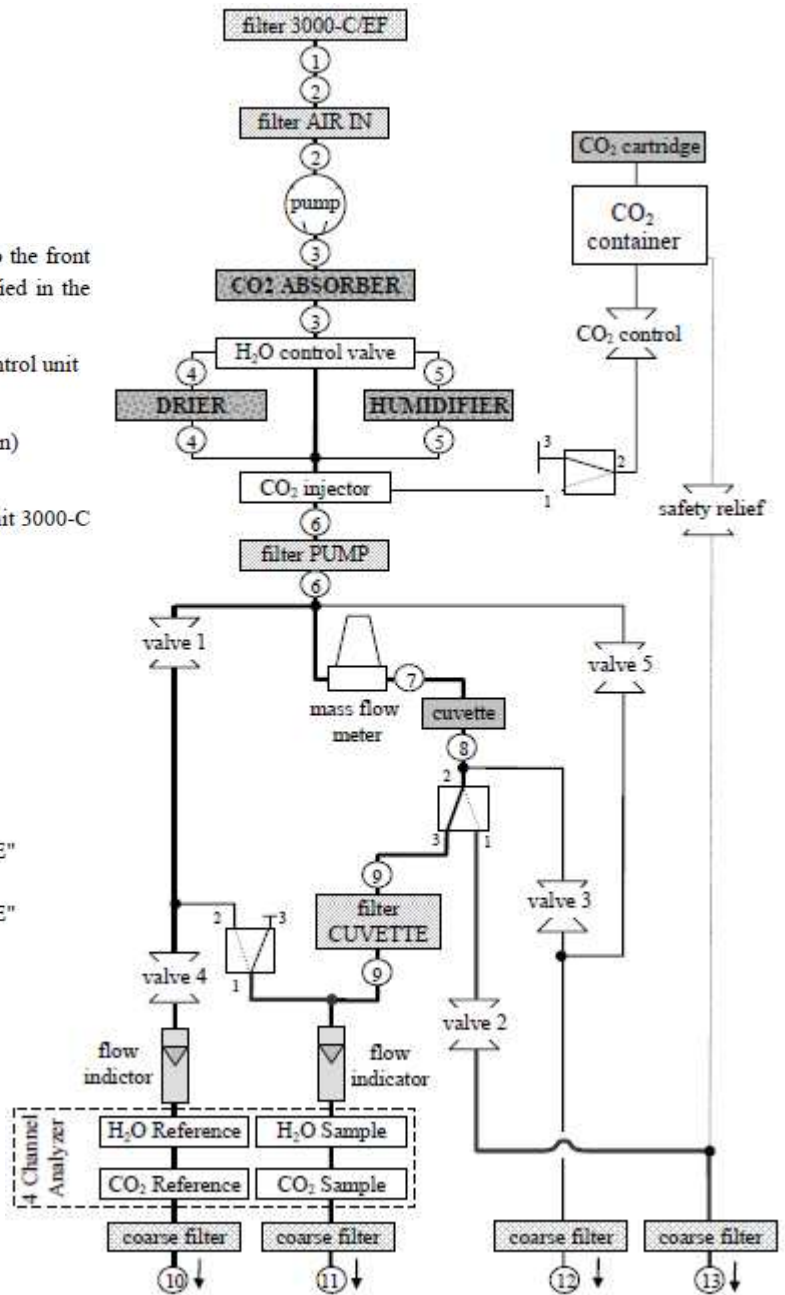 filter 3000-C/EF
1
2
filter AIR IN
2
pump
3
CO2 ABSORBER
3
H₂O control valve
4
5
DRIER
HUMIDIFIER
4
5
CO₂ injector
6
filter PUMP
6
CO₂ cartridge
CO₂
container
CO₂ control
3
2
1
safety relief
the front
ied in the
ntrol unit
n)
nit 3000-C
valve 1
mass flow
meter
7
cuvette
8
valve 5
2
3
1
9
filter
CUVETTE
9
valve 3
E"
E"
2
3
1
valve 4
valve 2
flow
indictor
flow
indicator
4 Channel
Analyzer
H₂O Reference
H₂O Sample
CO₂ Reference
CO₂ Sample
coarse filter
coarse filter
coarse filter
coarse filter
10
11
12
13